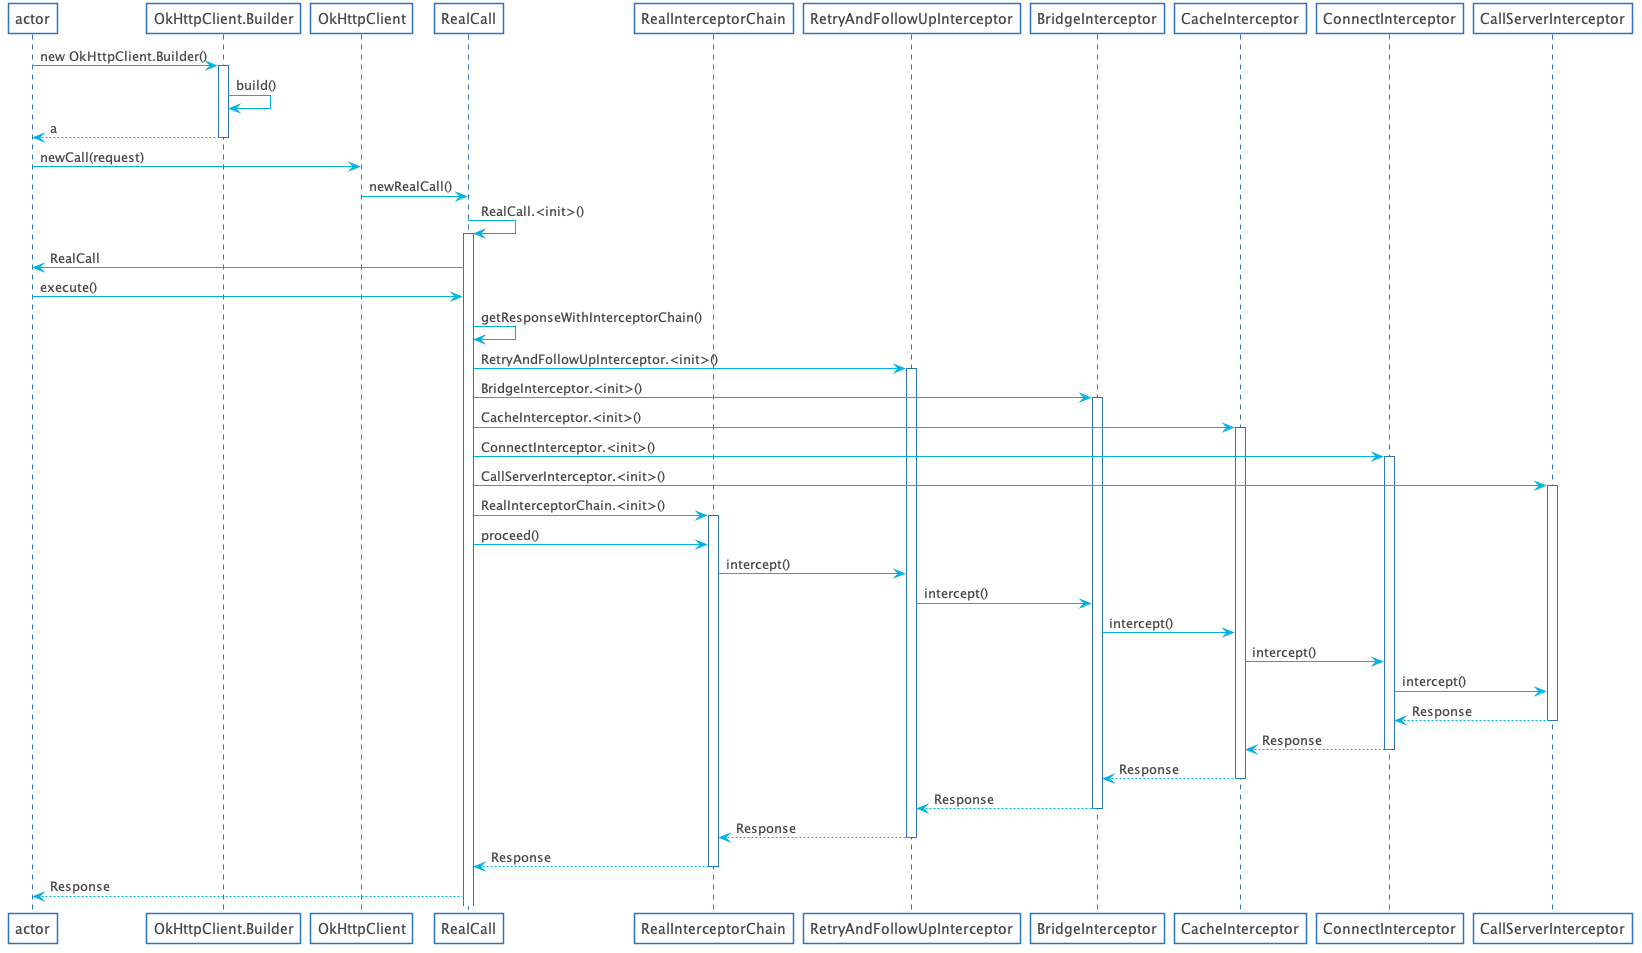 actor
OkHttpClient.Builder
OkHttpClient
RealCall
RealInterceptorChain
RetryAndFollowUpInterceptor
BridgeInterceptor
CacheInterceptor
ConnectInterceptor
CallServerInterceptor
new OkHttpClient.Builder()
build()
a
newCall(request)
newRealCall()
RealCall.<init>()
RealCall
execute()
getResponseWithInterceptorChain()
RetryAndFollowUpInterceptor.<init>()
BridgeInterceptor.<init>()
CacheInterceptor.<init>()
ConnectInterceptor.<init>()
CallServerInterceptor.<init>()
RealInterceptorChain.<init>()
proceed()
intercept()
intercept()
intercept()
intercept()
intercept()
Response
Response
Response
Response
Response
Response
Response
actor
OkHttpClient.Builder
OkHttpClient
RealCall
RealInterceptorChain
RetryAndFollowUpInterceptor
BridgeInterceptor
CacheInterceptor
ConnectInterceptor
CallServerInterceptor